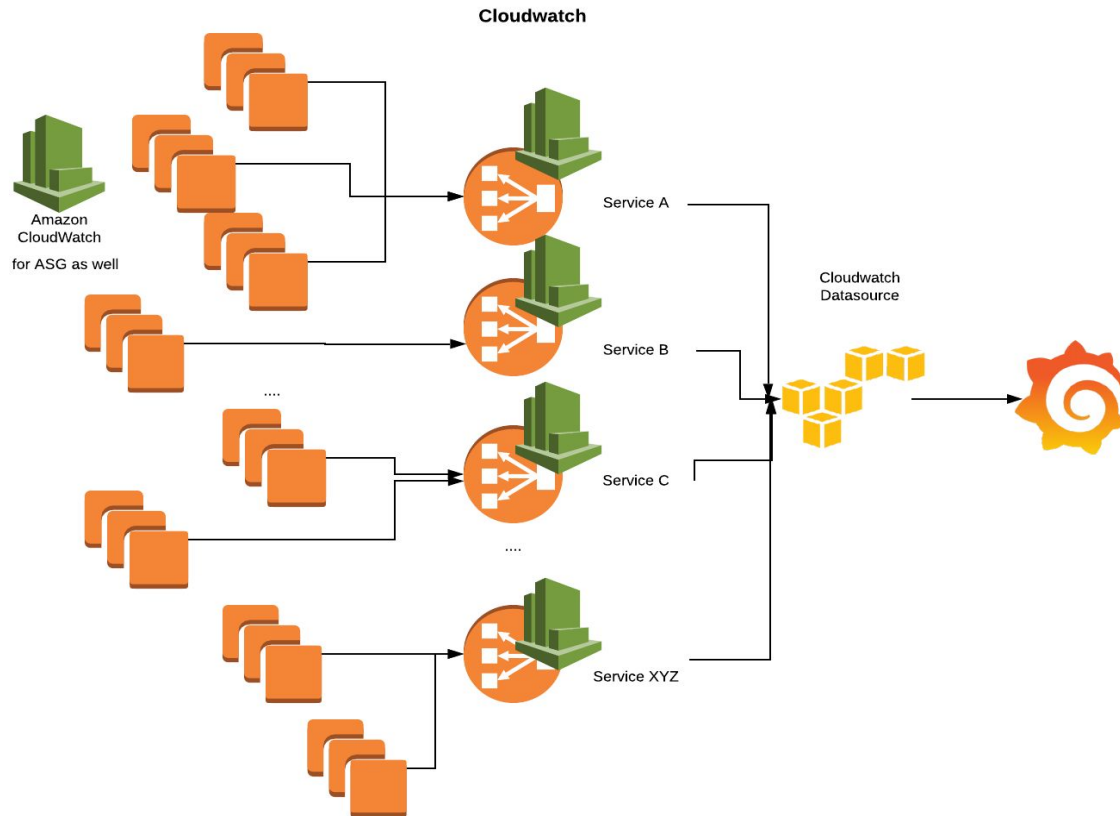 Cloudwatch
Amazon
CloudWatch
for ASG as well
Service A
Cloudwatch
Datasource
Service B
....
Service C
....
Service XYZ